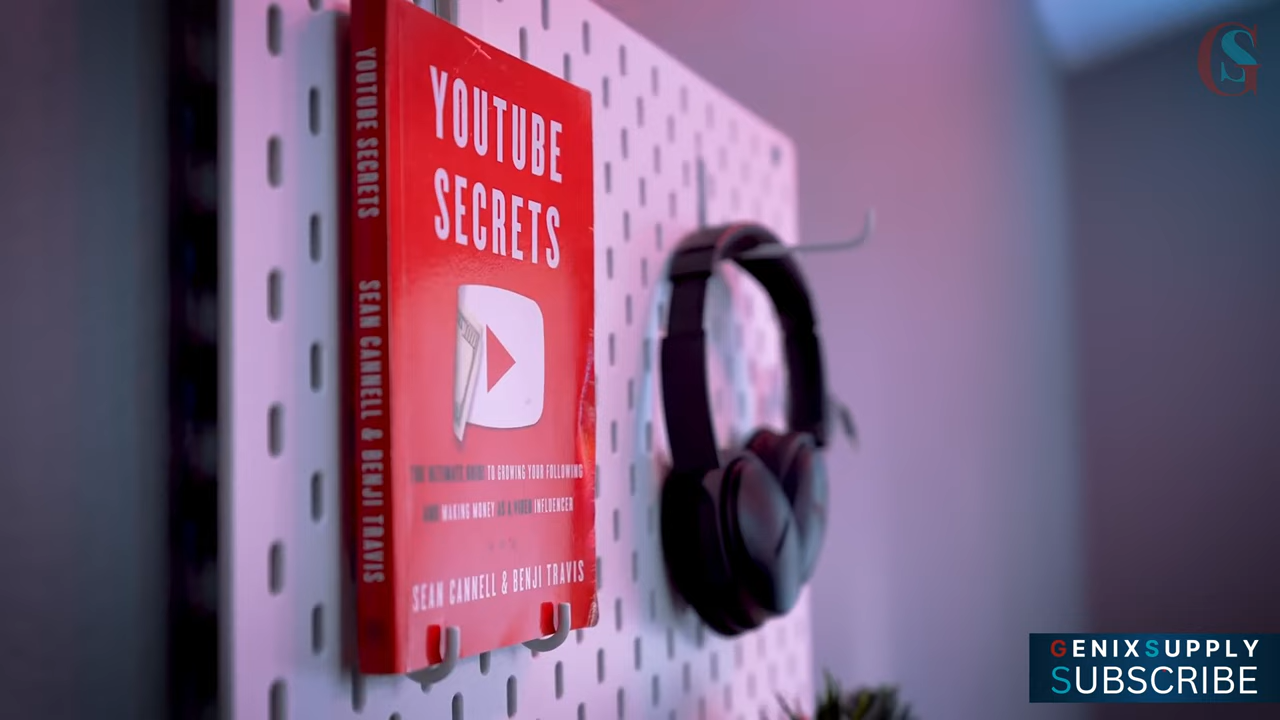 YOUTUBE SECRETS SEAN CANNELL & BENJI TRAVIS
YOUTUBE
SECRETS
THE ULTIMATE GUIDE TO GROWING YOUR FOLLOWING
AND MAKING MONEY AS A VIDEO INFLUENCER
SEAN CANNELL & BENJI TRAVIS
GS
GENIXSUPPLY
SUBSCRIBE